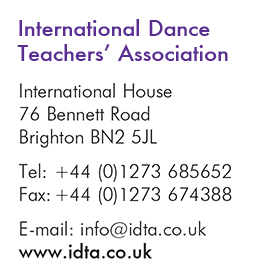 International Dance
Teachers’ Association
International House
76 Bennett Road
Brighton BN2 5JL
Tel: +44 (0)1273 685652
Fax: +44 (0)1273 674388
E-mail: info@idta.co.uk
www.idta.co.uk